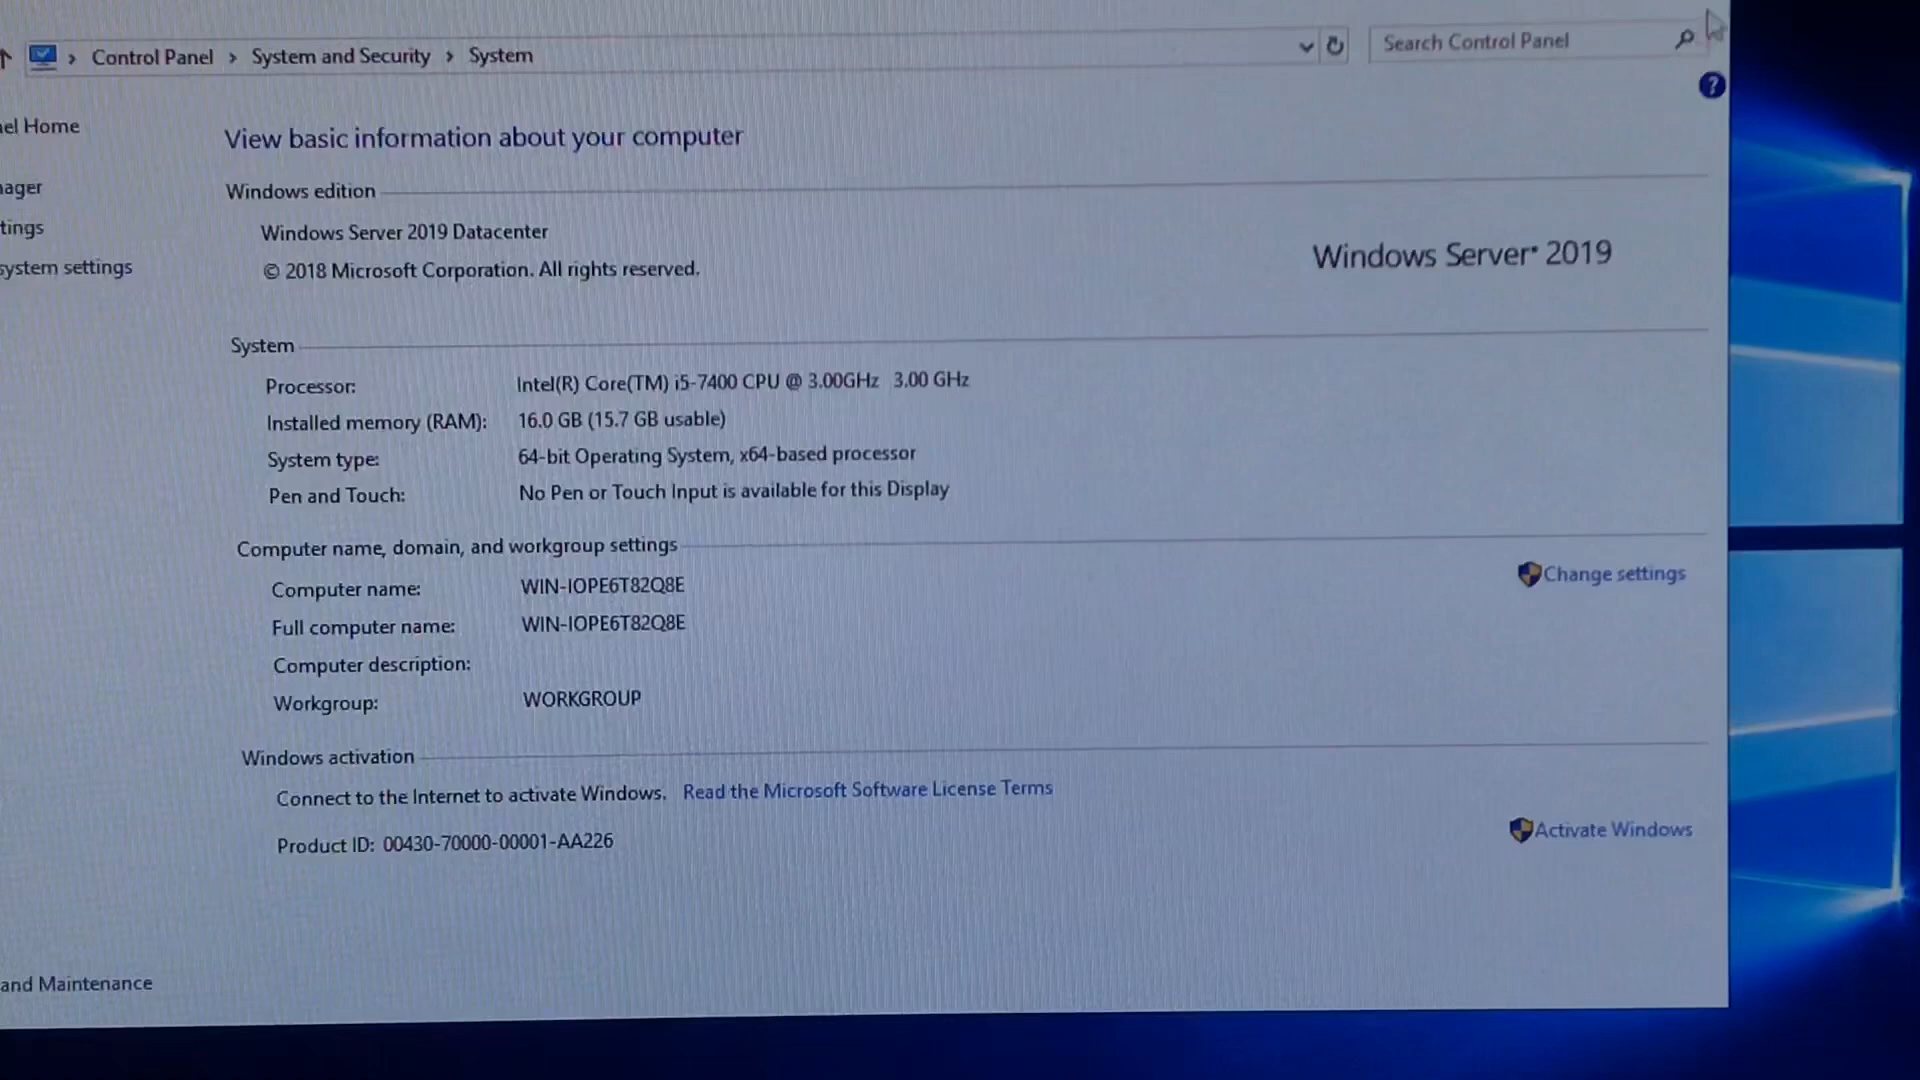 Control Panel > System and Security > System
Search Control Panel
?
el Home
View basic information about your computer
ager
Windows edition
tings
Windows Server 2019 Datacenter
Windows Server® 2019
system settings
© 2018 Microsoft Corporation. All rights reserved.
System
Processor: Intel(R) Core(TM) i5-7400 CPU @ 3.00GHz 3.00 GHz
Installed memory (RAM): 16.0 GB (15.7 GB usable)
System type: 64-bit Operating System, x64-based processor
Pen and Touch: No Pen or Touch Input is available for this Display
Computer name, domain, and workgroup settings
Computer name: WIN-IOPE6T82Q8E
Change settings
Full computer name: WIN-IOPE6T82Q8E
Computer description:
Workgroup: WORKGROUP
Windows activation
Connect to the Internet to activate Windows. Read the Microsoft Software License Terms
Product ID: 00430-70000-00001-AA226
Activate Windows
and Maintenance